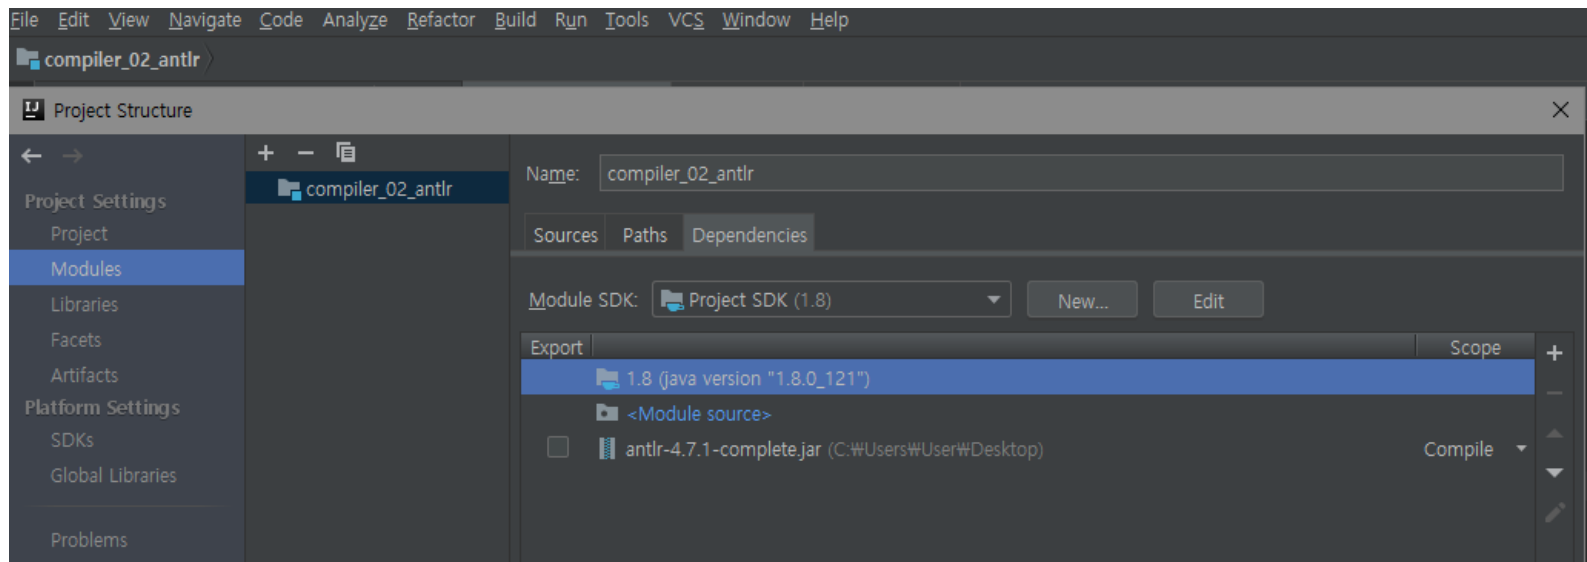 File Edit View Navigate Code Analyze Refactor Build Run Tools VCS Window Help
compiler_02_antlr
IJ Project Structure
Project Settings
Project
Modules
Libraries
Facets
Artifacts
Platform Settings
SDKs
Global Libraries
Problems
compiler_02_antlr
Name: compiler_02_antlr
Sources Paths Dependencies
Module SDK: Project SDK (1.8) New... Edit
Export Scope
1.8 (java version "1.8.0_121")
<Module source>
antlr-4.7.1-complete.jar (C:₩Users₩User₩Desktop) Compile